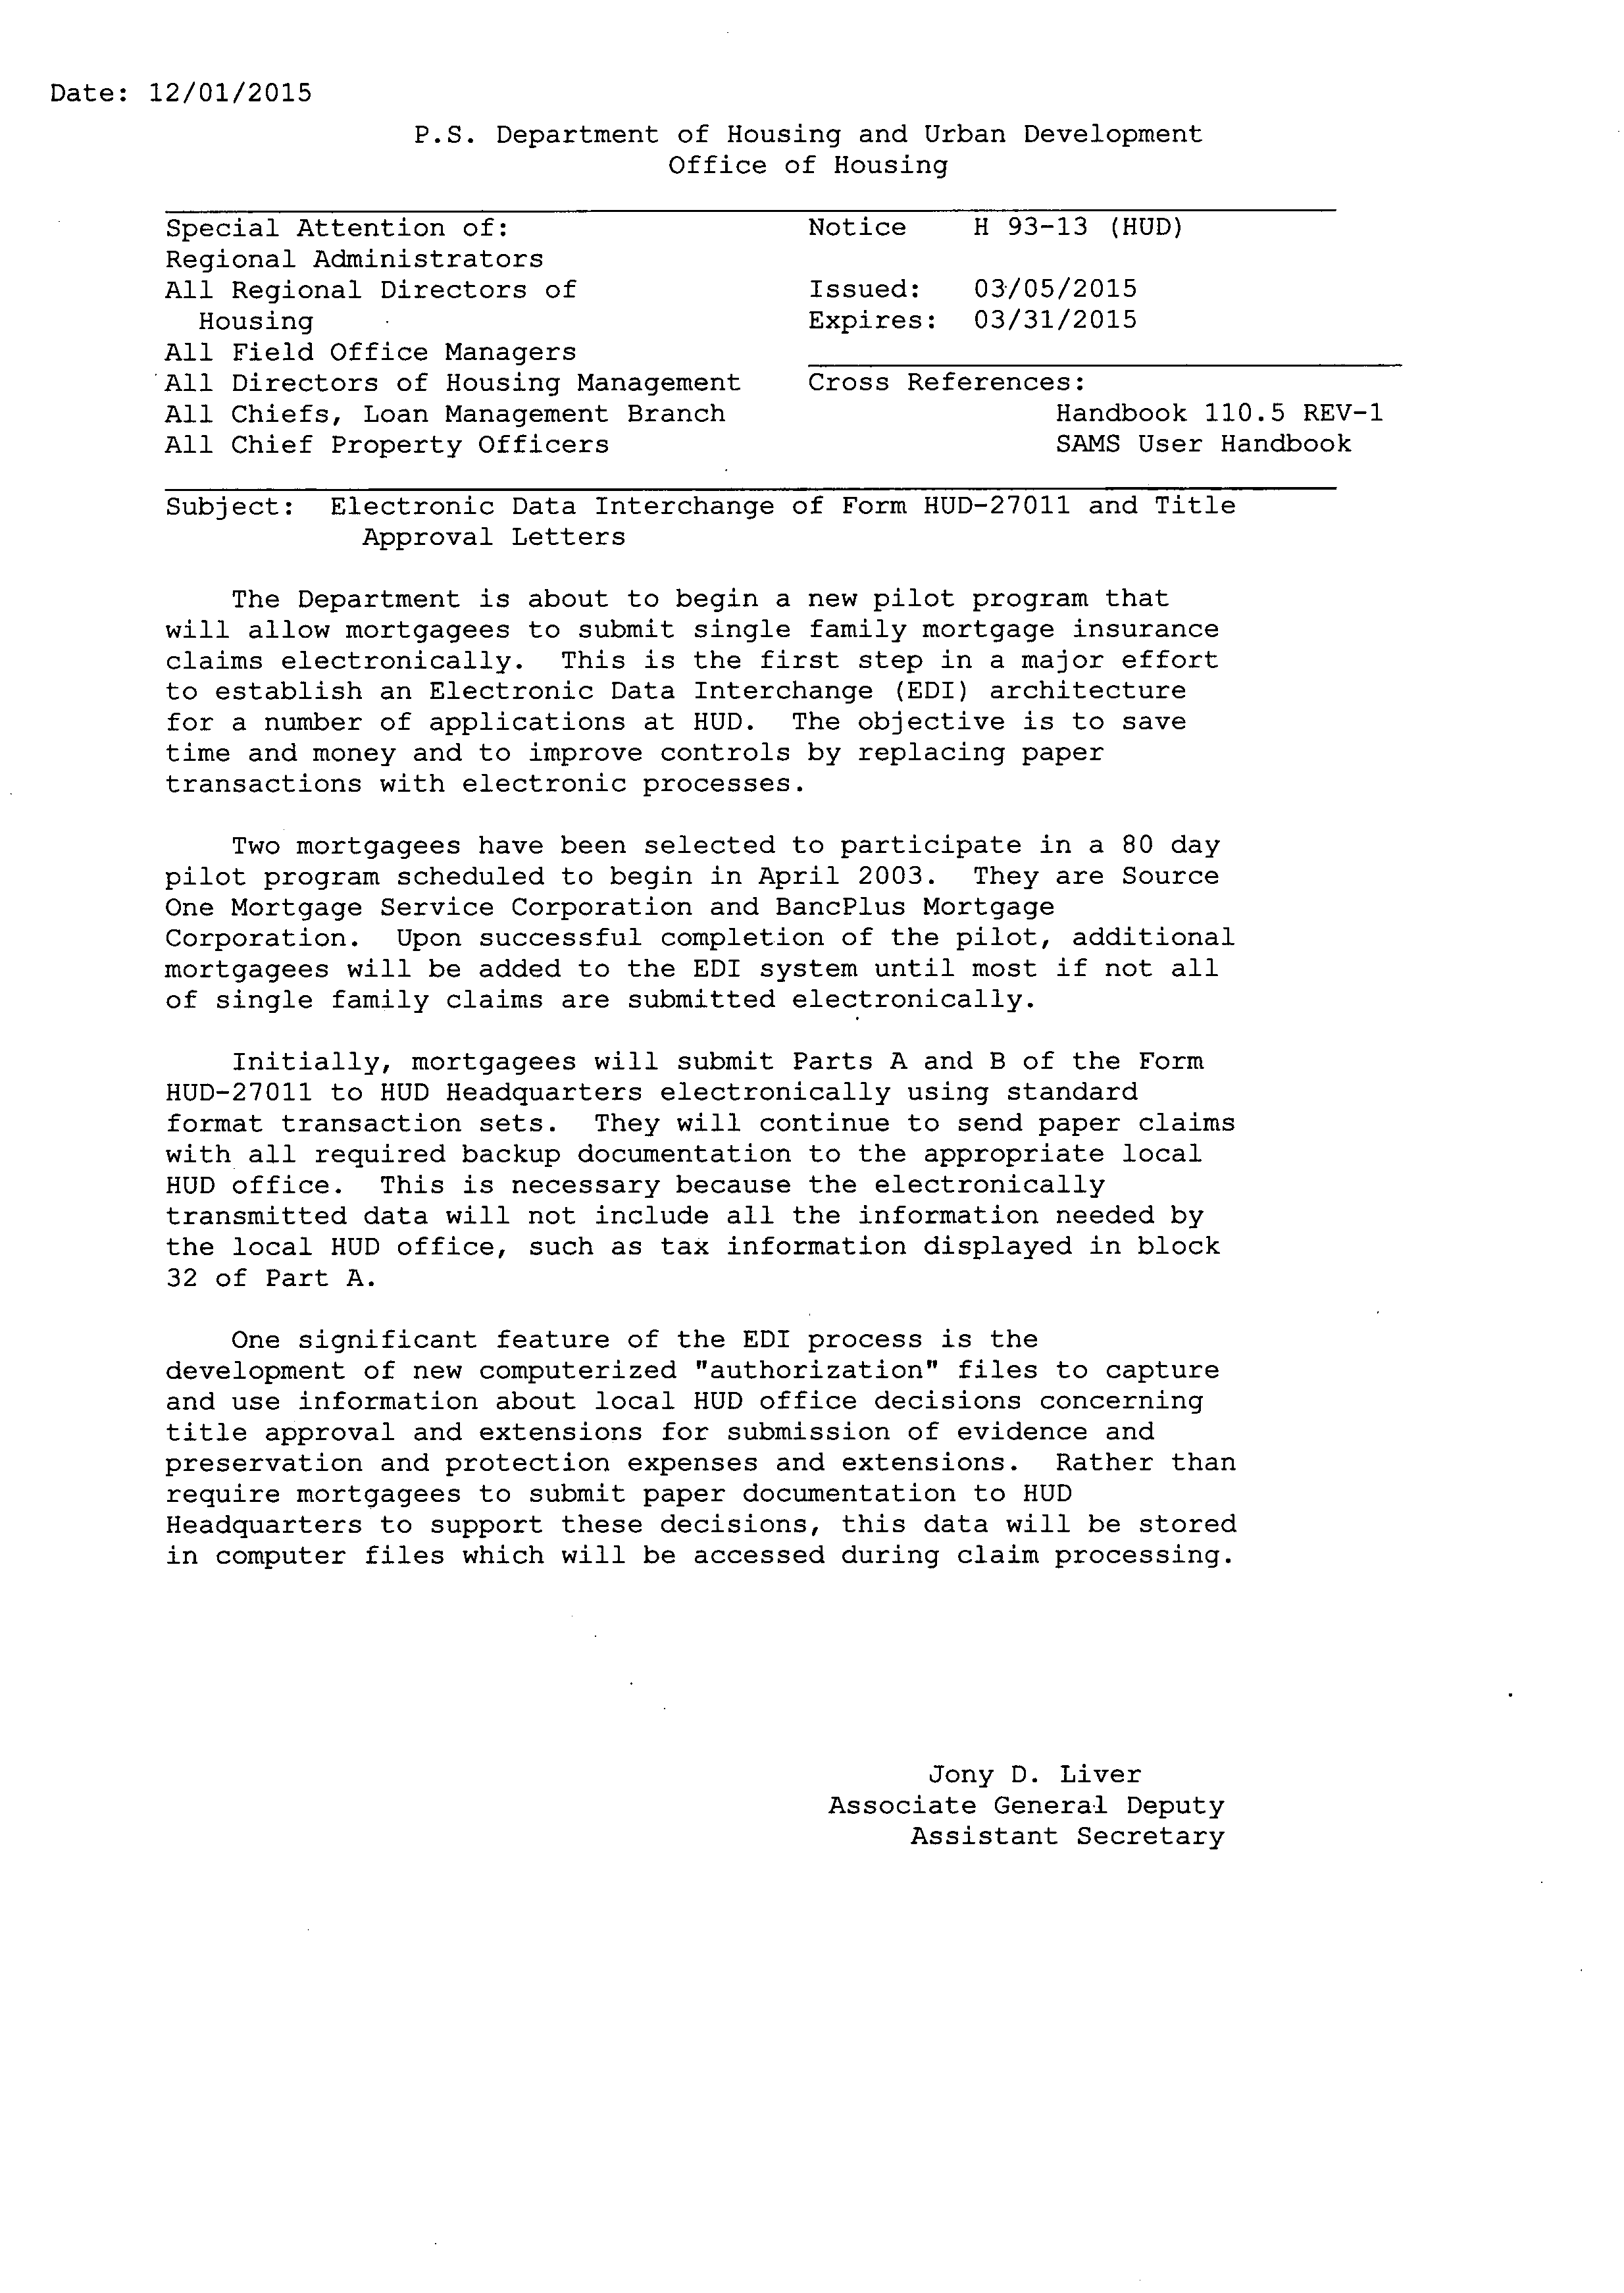 Date: 12/01/2015
P.S. Department of Housing and Urban Development
Office of Housing
Special Attention of:
Regional Administrators
All Regional Directors of
Housing
All Field Office Managers
All Directors of Housing Management
All Chiefs, Loan Management Branch
All Chief Property Officers
Notice H 93-13 (HUD)
Issued: 03/05/2015
Expires: 03/31/2015
Cross References:
Handbook 110.5 REV-1
SAMS User Handbook
Subject: Electronic Data Interchange of Form HUD-27011 and Title
Approval Letters
The Department is about to begin a new pilot program that
will allow mortgagees to submit single family mortgage insurance
claims electronically. This is the first step in a major effort
to establish an Electronic Data Interchange (EDI) architecture
for a number of applications at HUD. The objective is to save
time and money and to improve controls by replacing paper
transactions with electronic processes.
Two mortgagees have been selected to participate in a 80 day
pilot program scheduled to begin in April 2003. They are Source
One Mortgage Service Corporation and BancPlus Mortgage
Corporation. Upon successful completion of the pilot, additional
mortgagees will be added to the EDI system until most if not all
of single family claims are submitted electronically.
Initially, mortgagees will submit Parts A and B of the Form
HUD-27011 to HUD Headquarters electronically using standard
format transaction sets. They will continue to send paper claims
with all required backup documentation to the appropriate local
HUD office. This is necessary because the electronically
transmitted data will not include all the information needed by
the local HUD office, such as tax information displayed in block
32 of Part A.
One significant feature of the EDI process is the
development of new computerized "authorization" files to capture
and use information about local HUD office decisions concerning
title approval and extensions for submission of evidence and
preservation and protection expenses and extensions. Rather than
require mortgagees to submit paper documentation to HUD
Headquarters to support these decisions, this data will be stored
in computer files which will be accessed during claim processing.
Jony D. Liver
Associate General Deputy
Assistant Secretary